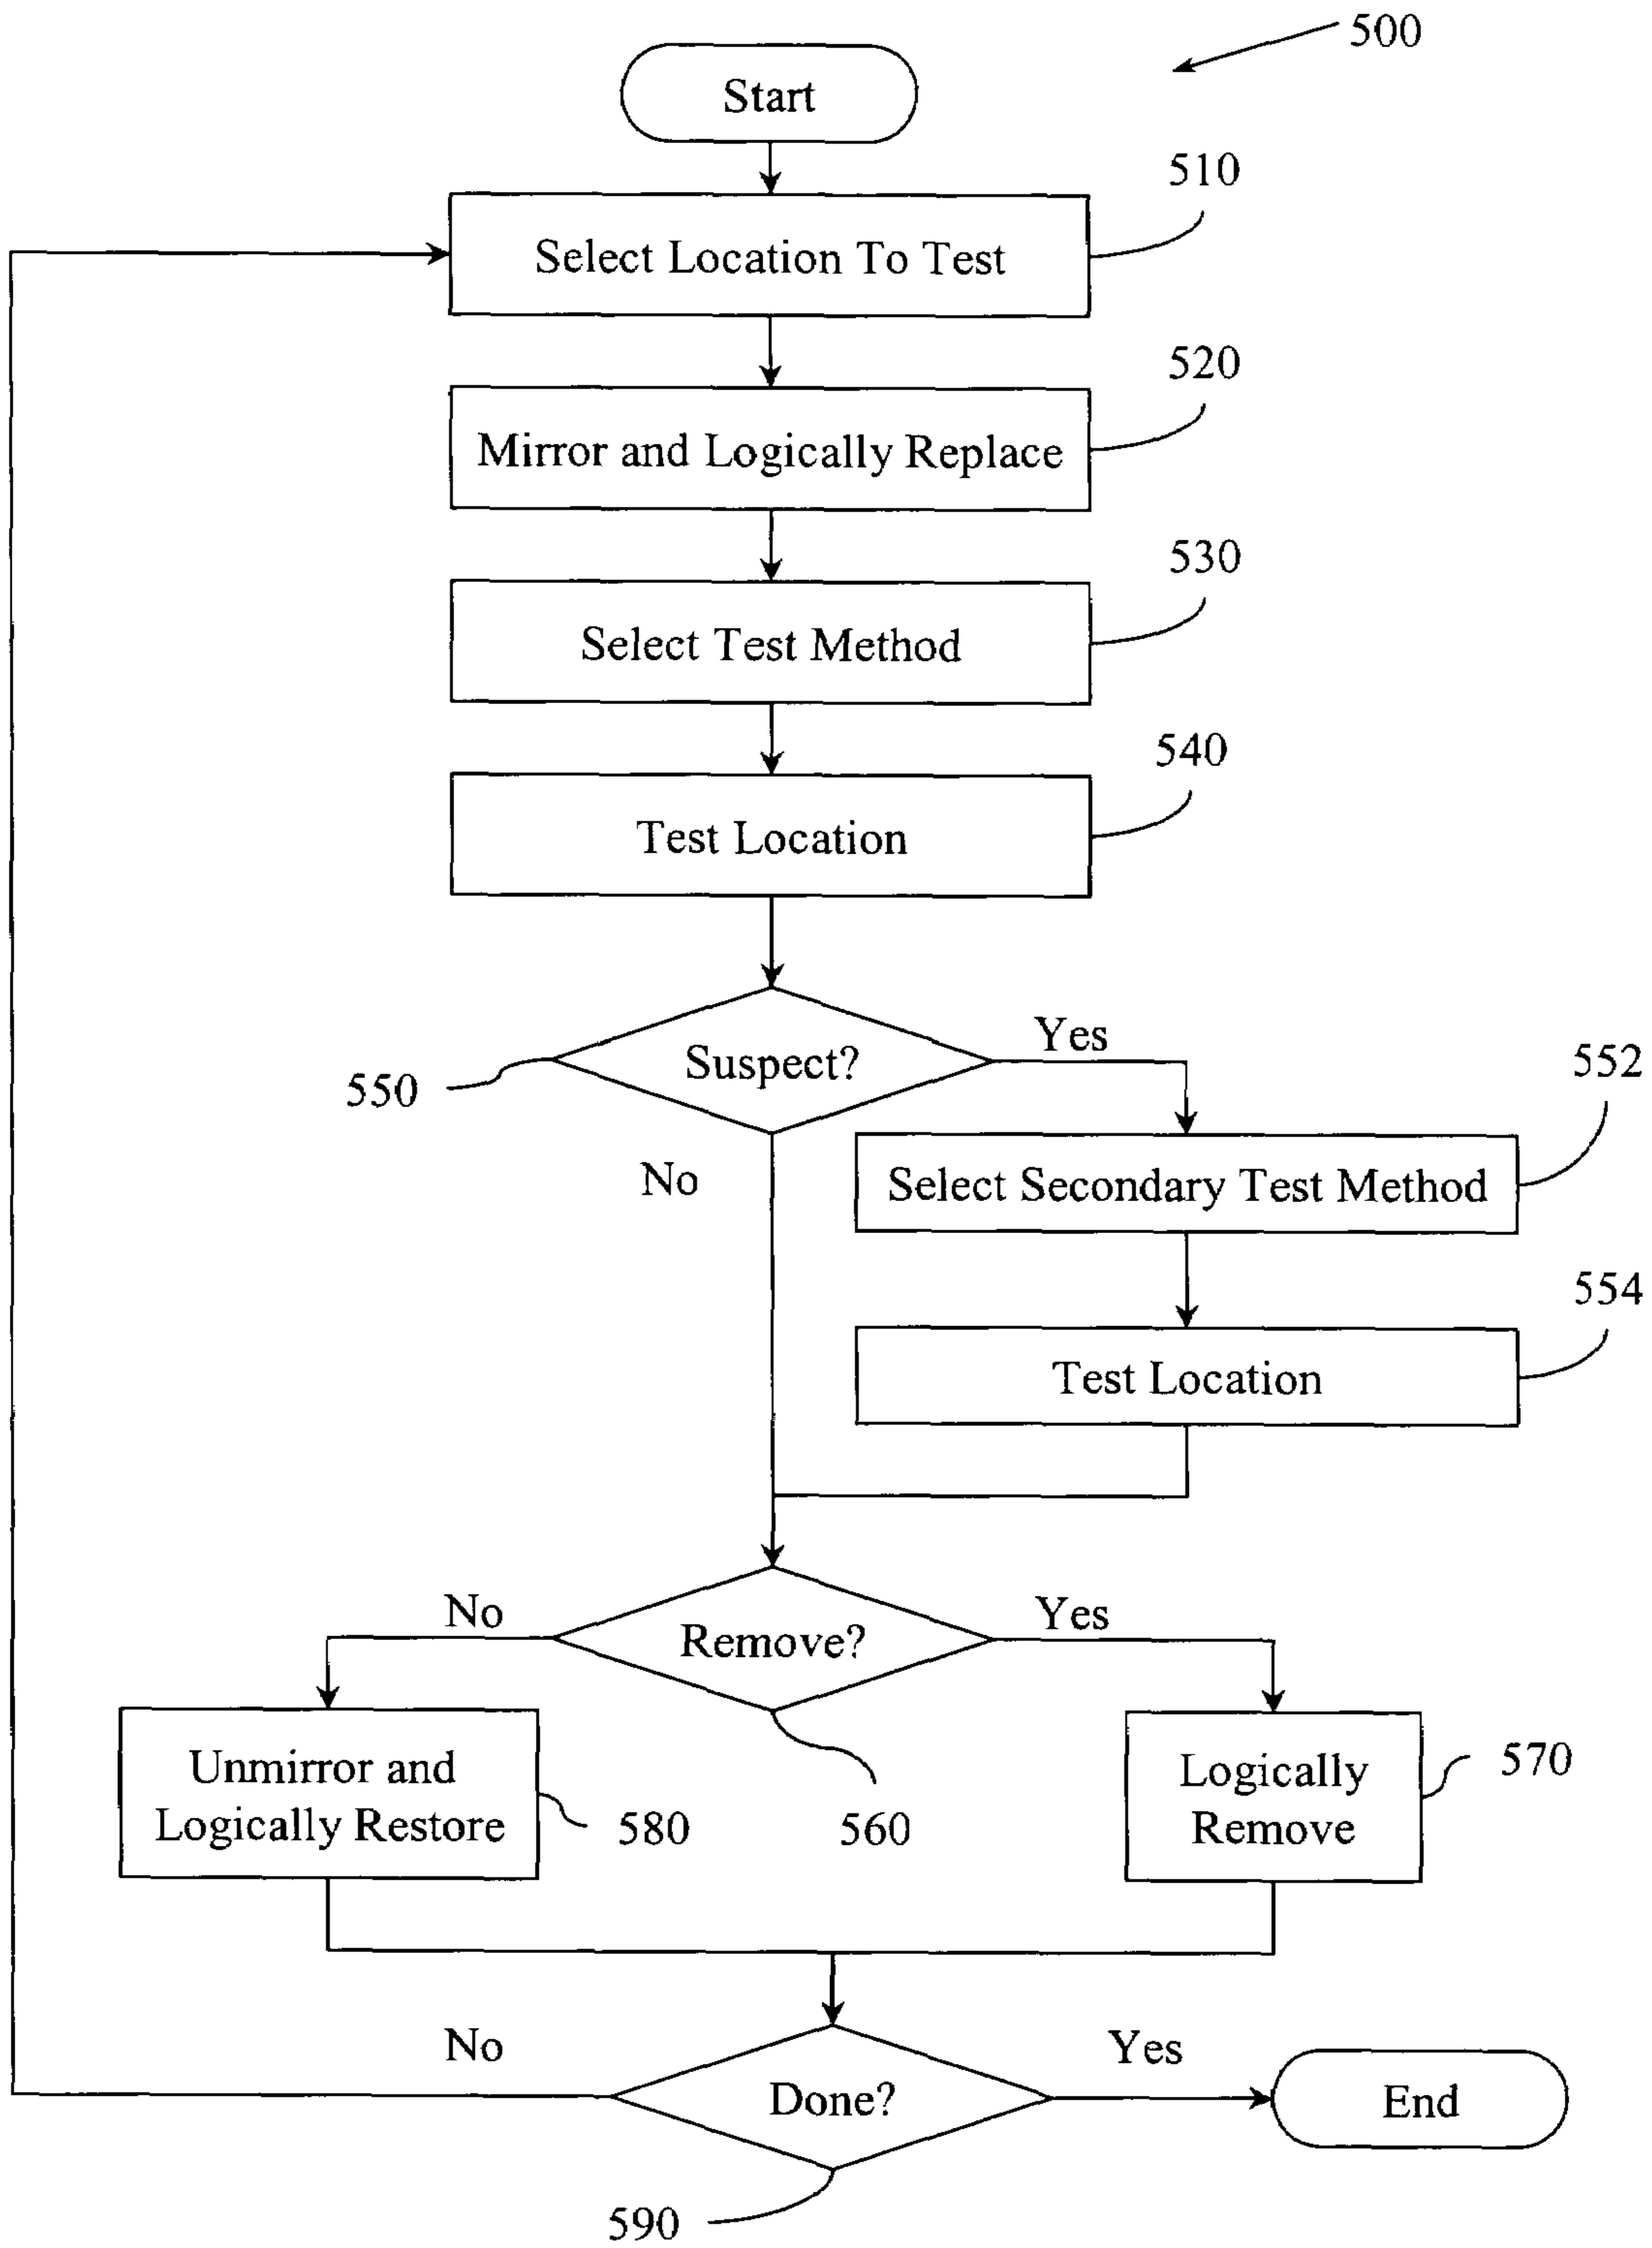 500
Start
510
Select Location To Test
520
Mirror and Logically Replace
530
Select Test Method
540
Test Location
Yes
Suspect?
552
550
No
Select Secondary Test Method
554
Test Location
No
Yes
Remove?
570
Unmirror and
Logically Restore
Logically
Remove
580
560
No
Yes
Done?
End
590